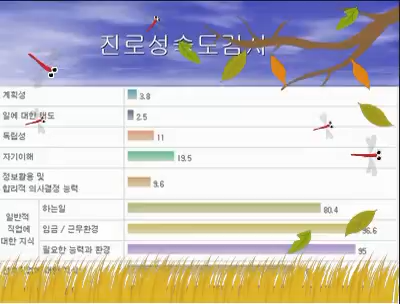 진로성숙도검사
계획성 3.8
일에 대한 태도 2.5
독립성 11
자기이해 19.5
정보활용 및
합리적 의사결정 능력 9.6
일반적
직업에
대한 지식
하는일 80.4
임금 / 근무환경 96.6
필요한 능력과 환경 95